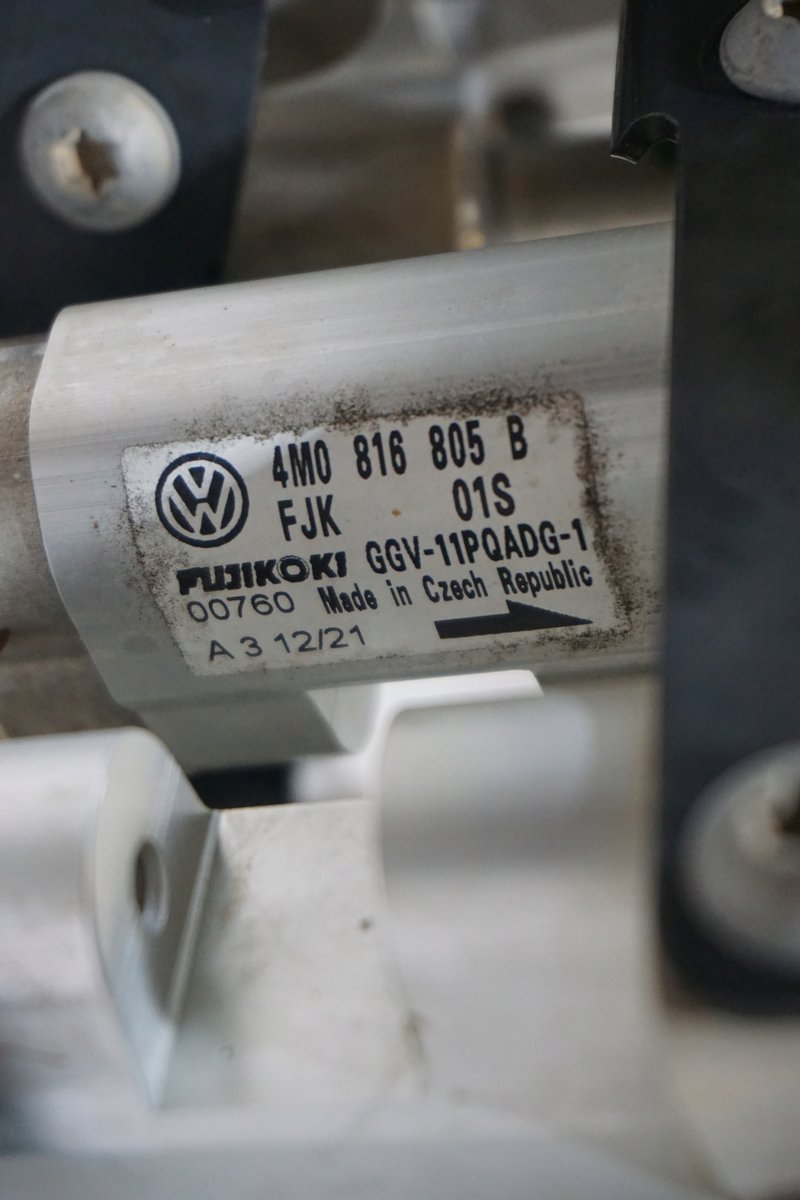 4M0 816 805 B
FJK 01S
FUJIKOKI GGV-11PQADG-1
00760 Made in Czech Republic
A 3 12/21